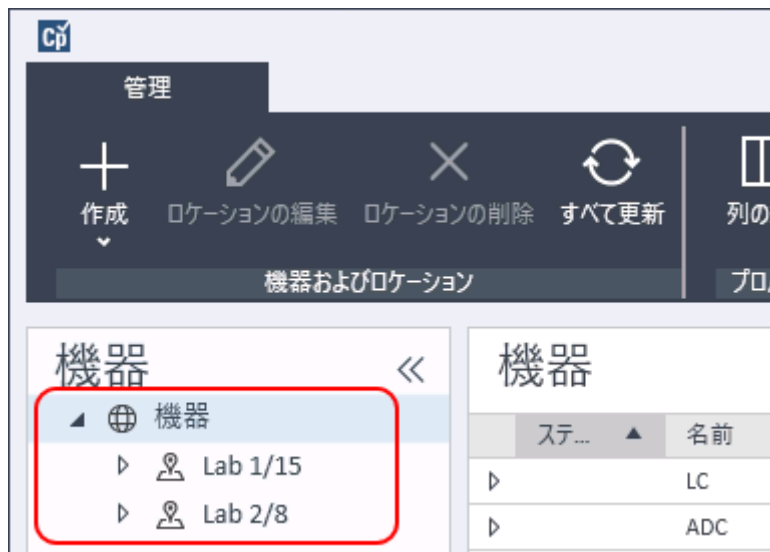 管理
作成
ロケーションの編集
ロケーションの削除
すべて更新
列の
機器およびロケーション
プロ
機器
機器
Lab 1/15
Lab 2/8
機器
ステ...
名前
LC
ADC